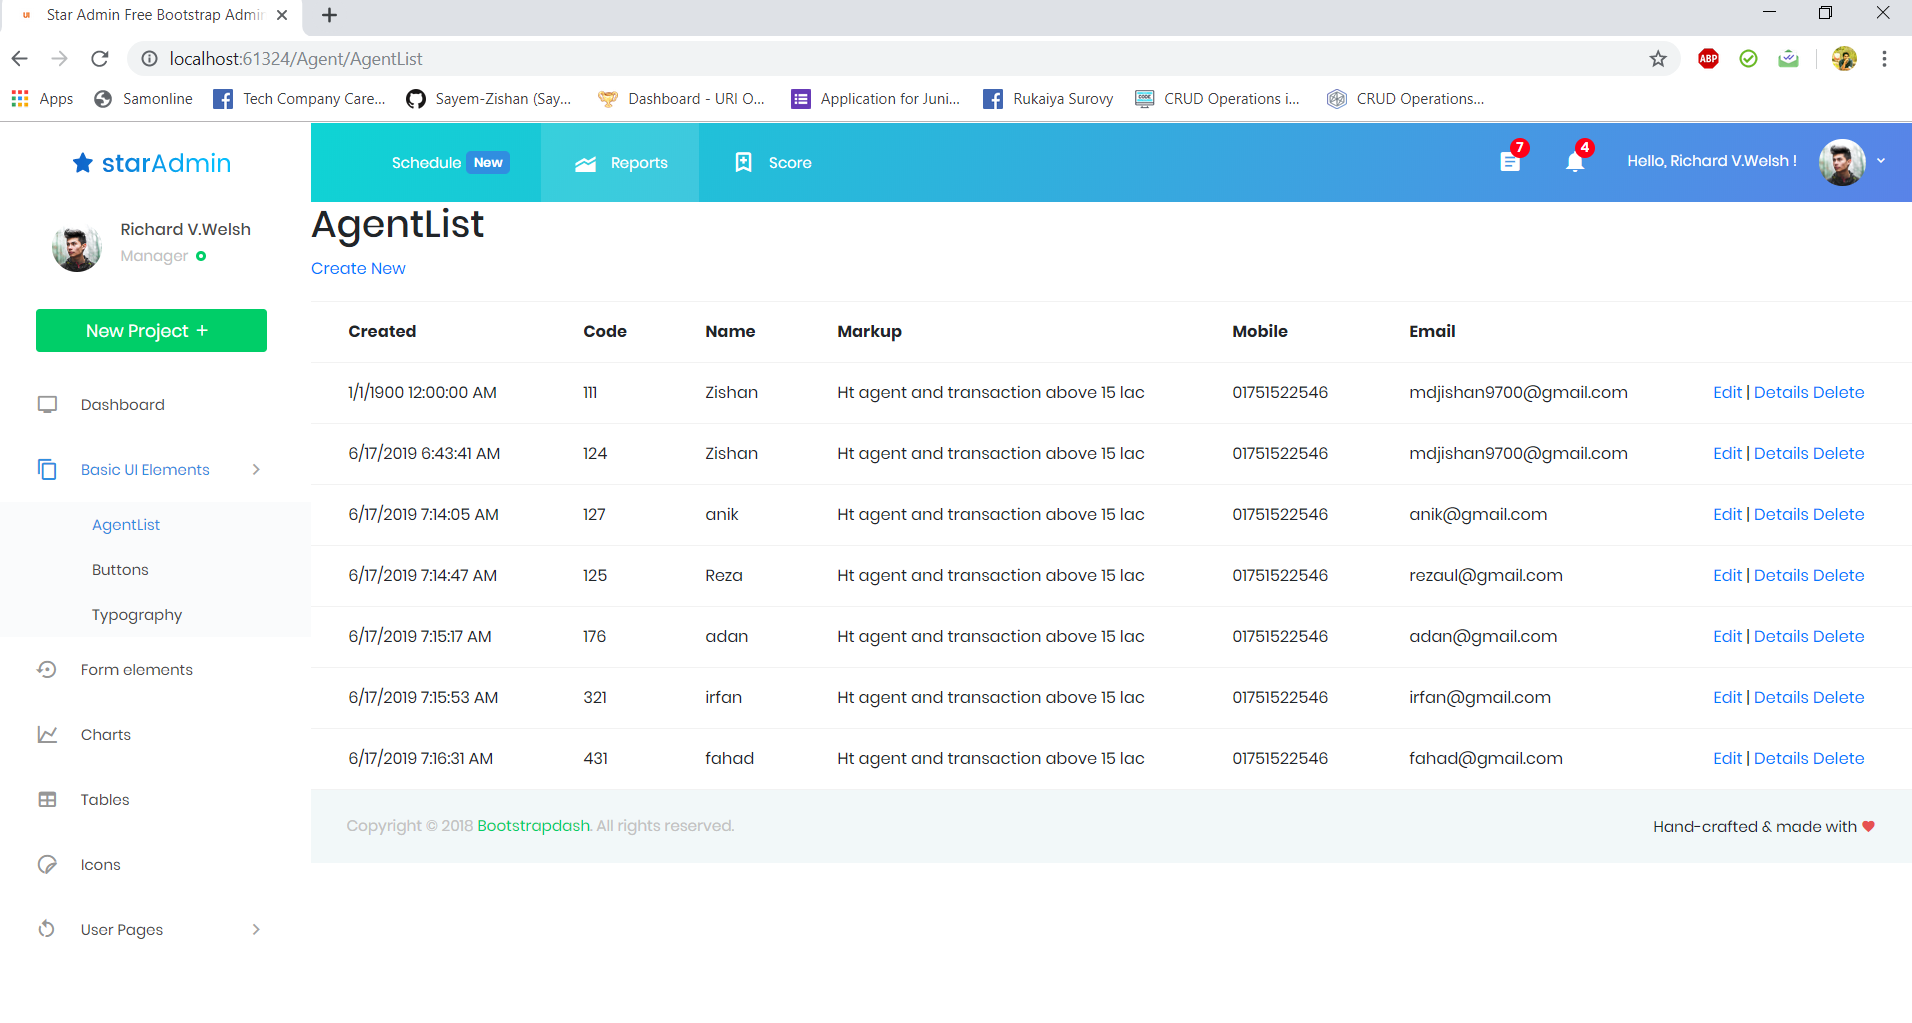 Star Admin Free Bootstrap Admin
localhost:61324/Agent/AgentList
ABP
Apps Samonline Tech Company Care... Sayem-Zishan (Say... Dashboard - URI O... Application for Juni... Rukaiya Surovy CRUD Operations i... CRUD Operations...
starAdmin
Schedule New Reports Score 7 4 Hello, Richard V.Welsh !
Richard V.Welsh
Manager
New Project +
Dashboard
Basic UI Elements
AgentList
Buttons
Typography
Form elements
Charts
Tables
Icons
User Pages
AgentList
Create New
Created Code Name Markup Mobile Email
1/1/1900 12:00:00 AM 111 Zishan Ht agent and transaction above 15 lac 01751522546 mdjishan9700@gmail.com Edit | Details Delete
6/17/2019 6:43:41 AM 124 Zishan Ht agent and transaction above 15 lac 01751522546 mdjishan9700@gmail.com Edit | Details Delete
6/17/2019 7:14:05 AM 127 anik Ht agent and transaction above 15 lac 01751522546 anik@gmail.com Edit | Details Delete
6/17/2019 7:14:47 AM 125 Reza Ht agent and transaction above 15 lac 01751522546 rezaul@gmail.com Edit | Details Delete
6/17/2019 7:15:17 AM 176 adan Ht agent and transaction above 15 lac 01751522546 adan@gmail.com Edit | Details Delete
6/17/2019 7:15:53 AM 321 irfan Ht agent and transaction above 15 lac 01751522546 irfan@gmail.com Edit | Details Delete
6/17/2019 7:16:31 AM 431 fahad Ht agent and transaction above 15 lac 01751522546 fahad@gmail.com Edit | Details Delete
Copyright © 2018 Bootstrapdash. All rights reserved. Hand-crafted & made with ♥